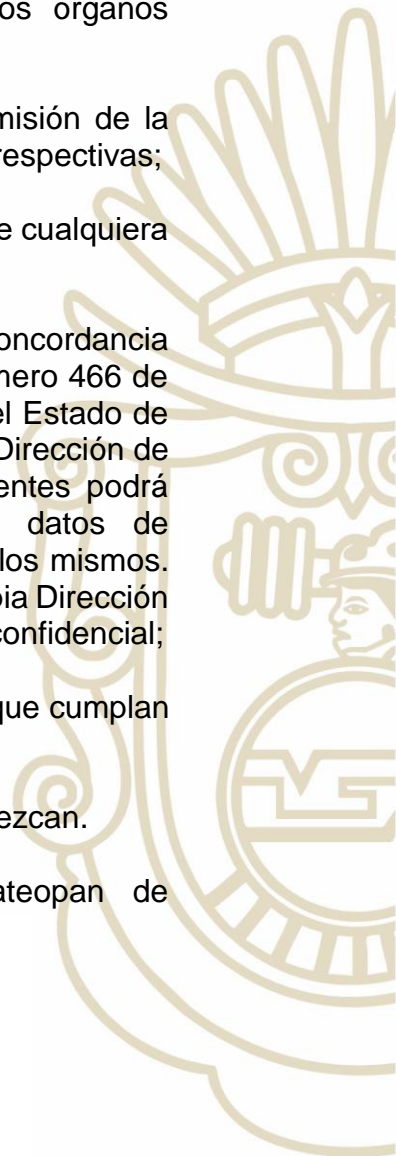 os órganos
misión de la
respectivas;
e cualquiera
oncordancia
mero 466 de
el Estado de
Dirección de
entes podrá
datos de
los mismos.
pia Dirección
confidencial;
que cumplan
ezcan.
ateopan de